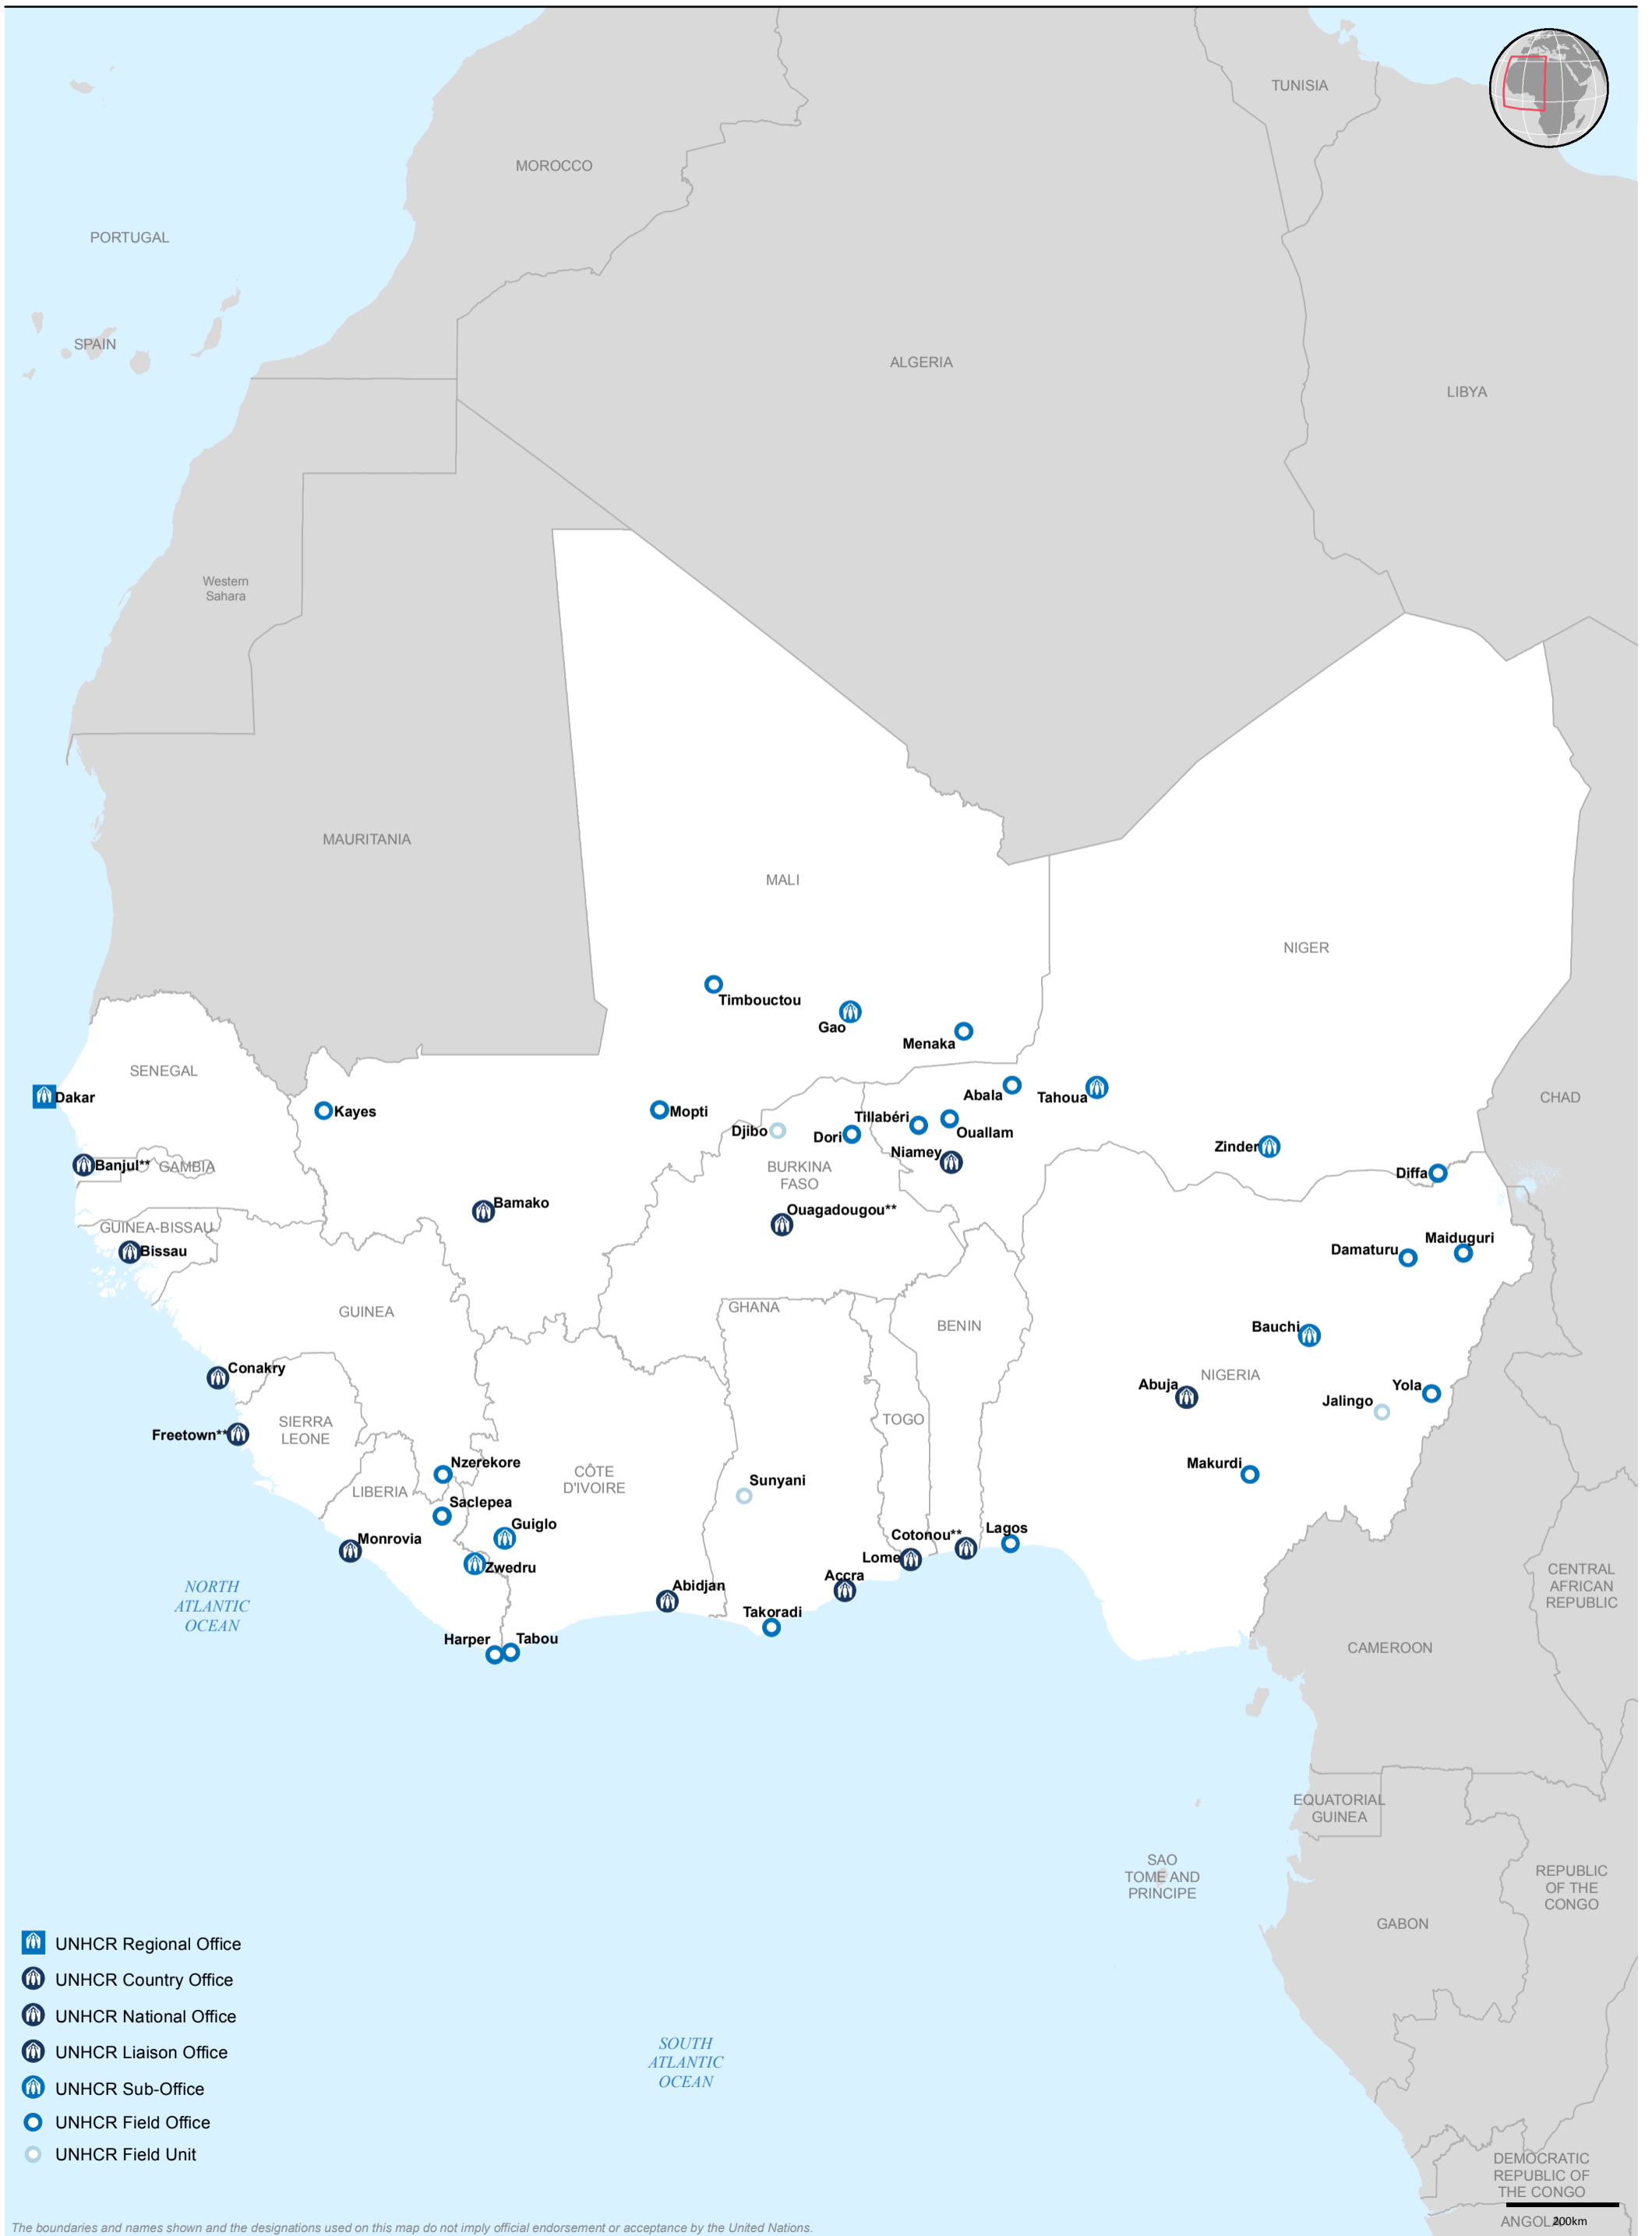 TUNISIA
MOROCCO
PORTUGAL
SPAIN
ALGERIA
LIBYA
Western
Sahara
MAURITANIA
MALI
NIGER
Timbouctou
Gao
Menaka
SENEGAL
Dakar
Kayes
Mopti
Abala
Tahoua
CHAD
Tillabéri
Djibo
Dori
Ouallam
Niamey
Zinder
Diffa
Banjul**
GAMBIA
BURKINA
FASO
Bamako
Ouagadougou**
GUINEA-BISSAU
Bissau
Damaturu
Maiduguri
GUINEA
GHANA
BENIN
Bauchi
Conakry
Abuja
NIGERIA
Yola
Jalingo
Freetown**
SIERRA
LEONE
TOGO
Nzerekore
Makurdi
CÔTE
D'IVOIRE
Sunyani
LIBERIA
Saclepea
Guiglo
Monrovia
Zwedru
Cotonou**
Lagos
Lome
Accra
Abidjan
Takoradi
Harper
Tabou
NORTH
ATLANTIC
OCEAN
CENTRAL
AFRICAN
REPUBLIC
CAMEROON
EQUATORIAL
GUINEA
SAO
TOME AND
PRINCIPE
REPUBLIC
OF THE
CONGO
GABON
UNHCR Regional Office
UNHCR Country Office
UNHCR National Office
UNHCR Liaison Office
UNHCR Sub-Office
UNHCR Field Office
UNHCR Field Unit
SOUTH
ATLANTIC
OCEAN
DEMOCRATIC
REPUBLIC OF
THE CONGO
ANGOLA
200km
The boundaries and names shown and the designations used on this map do not imply official endorsement or acceptance by the United Nations.